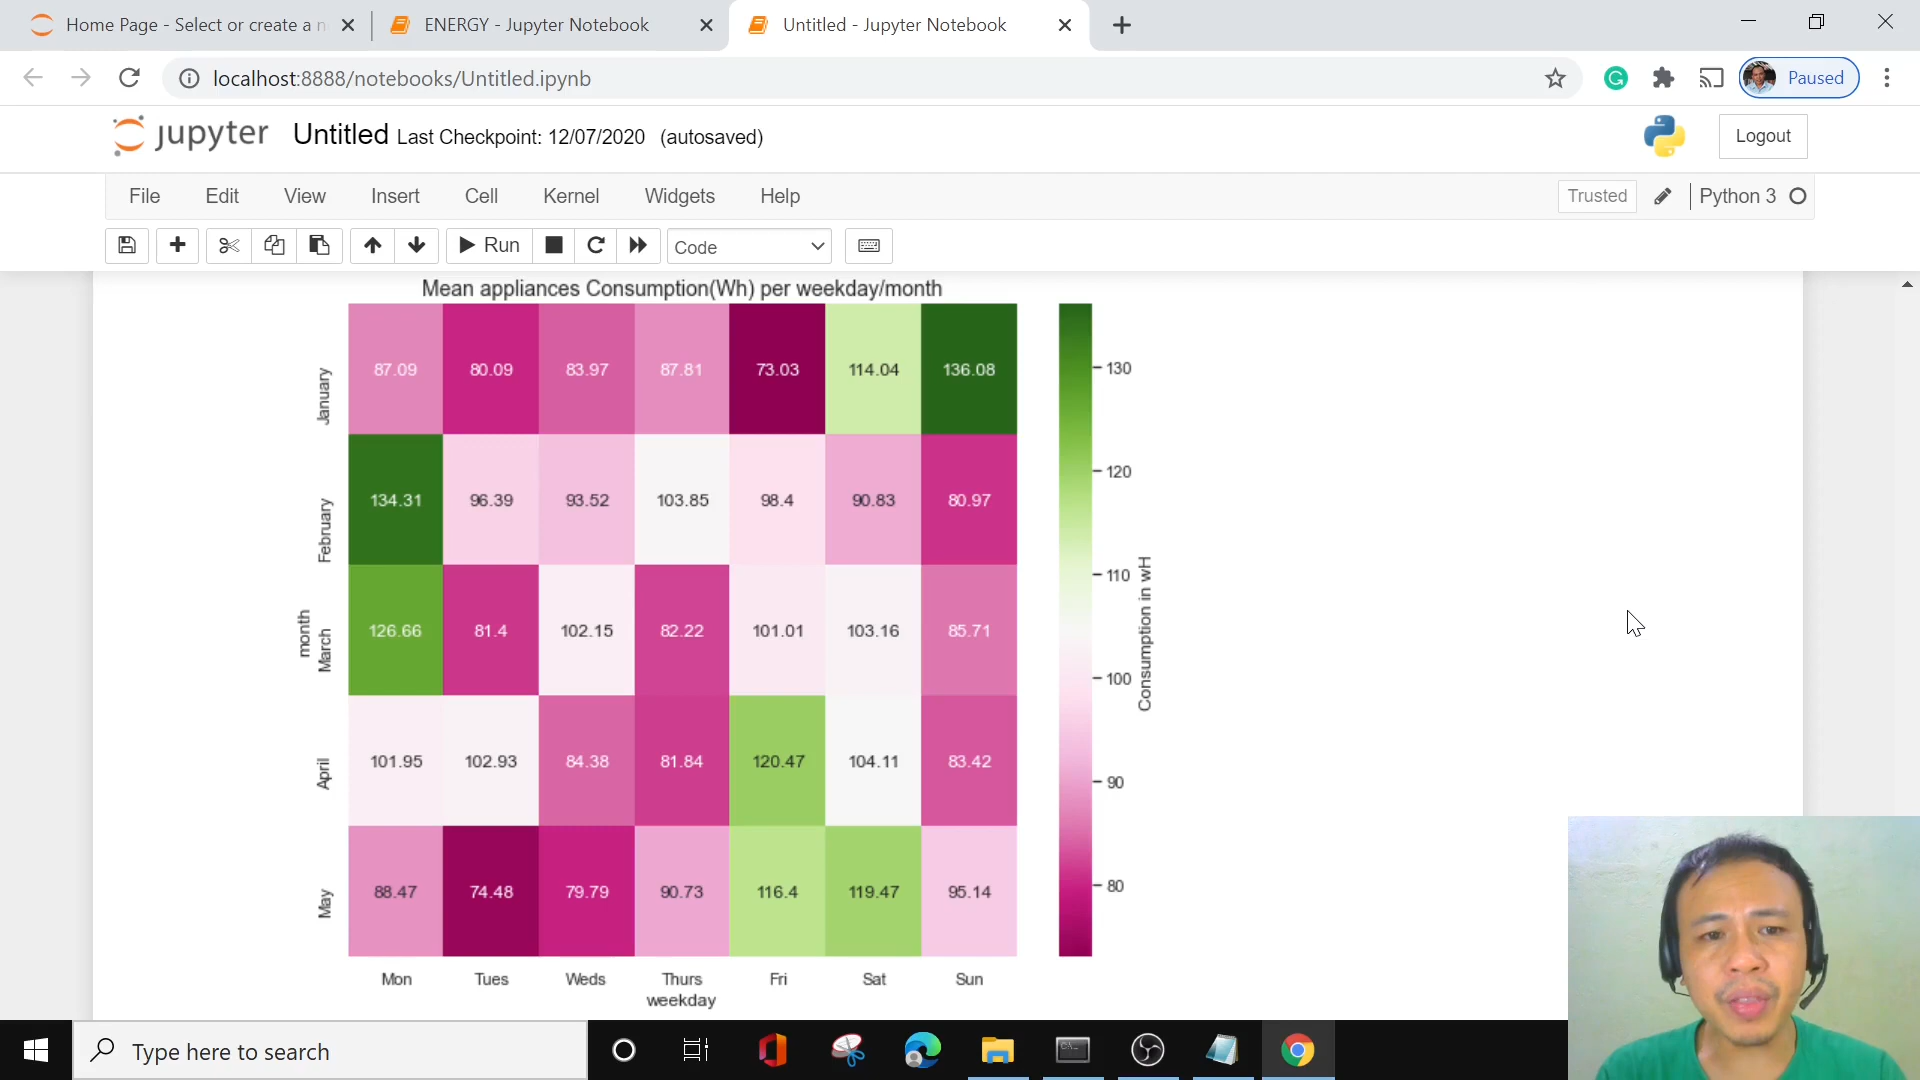 Home Page - Select or create a n
ENERGY - Jupyter Notebook
Untitled - Jupyter Notebook
localhost:8888/notebooks/Untitled.ipynb
Paused
jupyter Untitled Last Checkpoint: 12/07/2020 (autosaved)
Logout
File Edit View Insert Cell Kernel Widgets Help
Trusted Python 3
Run Code
Mean appliances Consumption(Wh) per weekday/month
January 87.09 80.09 83.97 87.81 73.03 114.04 136.08
February 134.31 96.39 93.52 103.85 98.4 90.83 80.97
March 126.66 81.4 102.15 82.22 101.01 103.16 85.71
April 101.95 102.93 84.38 81.84 120.47 104.11 83.42
May 88.47 74.48 79.79 90.73 116.4 119.47 95.14
Mon Tues Weds Thurs Fri Sat Sun
weekday
month
130
120
110
100
90
80
Consumption in wH
Type here to search